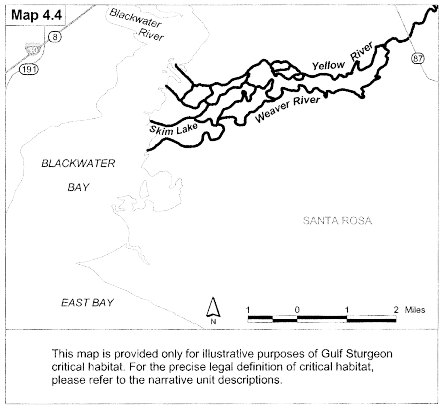 Map 4.4
Blackwater
River
8
10
191
87
Yellow River
Weaver River
Skim Lake
BLACKWATER
BAY
SANTA ROSA
EAST BAY
N
1 0 1 2 Miles
This map is provided only for illustrative purposes of Gulf Sturgeon
critical habitat. For the precise legal definition of critical habitat,
please refer to the narrative unit descriptions.